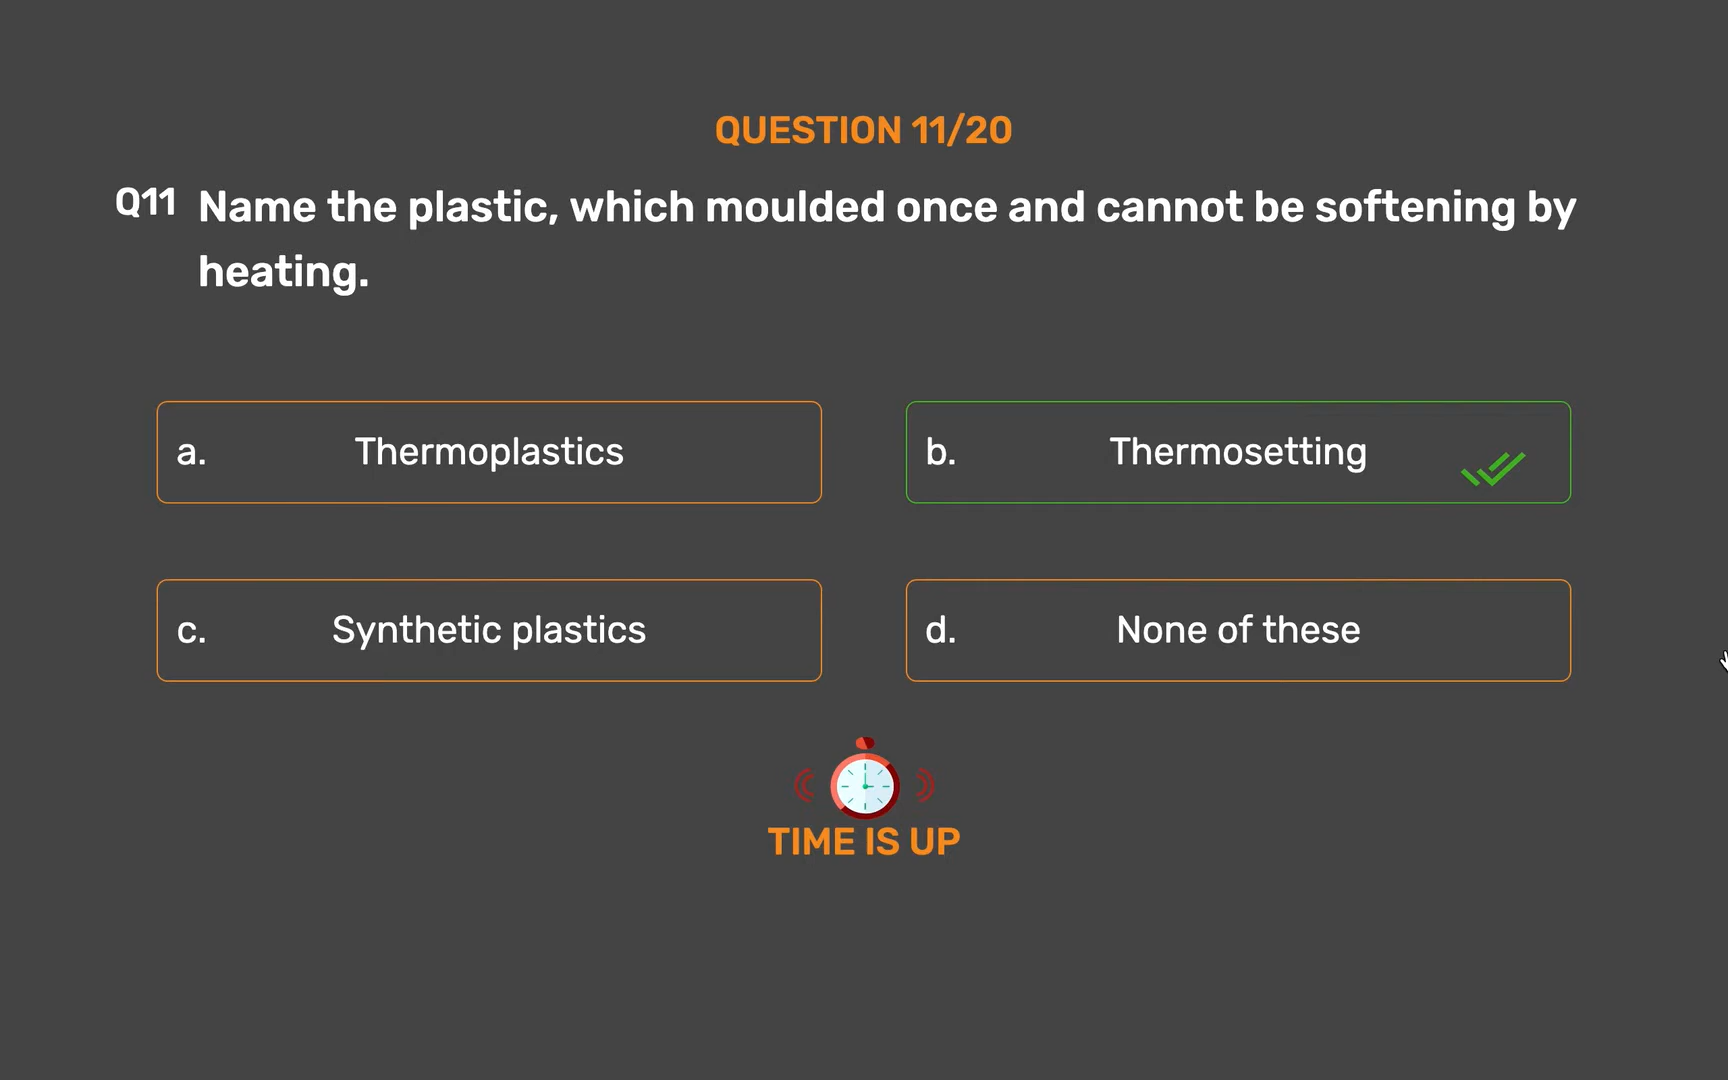 QUESTION 11/20
Q11 Name the plastic, which moulded once and cannot be softening by
heating.
a. Thermoplastics
b. Thermosetting
c. Synthetic plastics
d. None of these
TIME IS UP